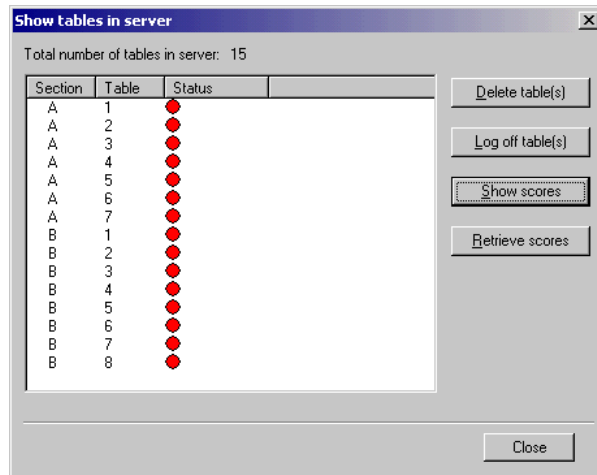 Show tables in server
Total number of tables in server: 15
Section Table Status
A 1
A 2
A 3
A 4
A 5
A 6
A 7
B 1
B 2
B 3
B 4
B 5
B 6
B 7
B 8
Delete table(s)
Log off table(s)
Show scores
Retrieve scores
Close